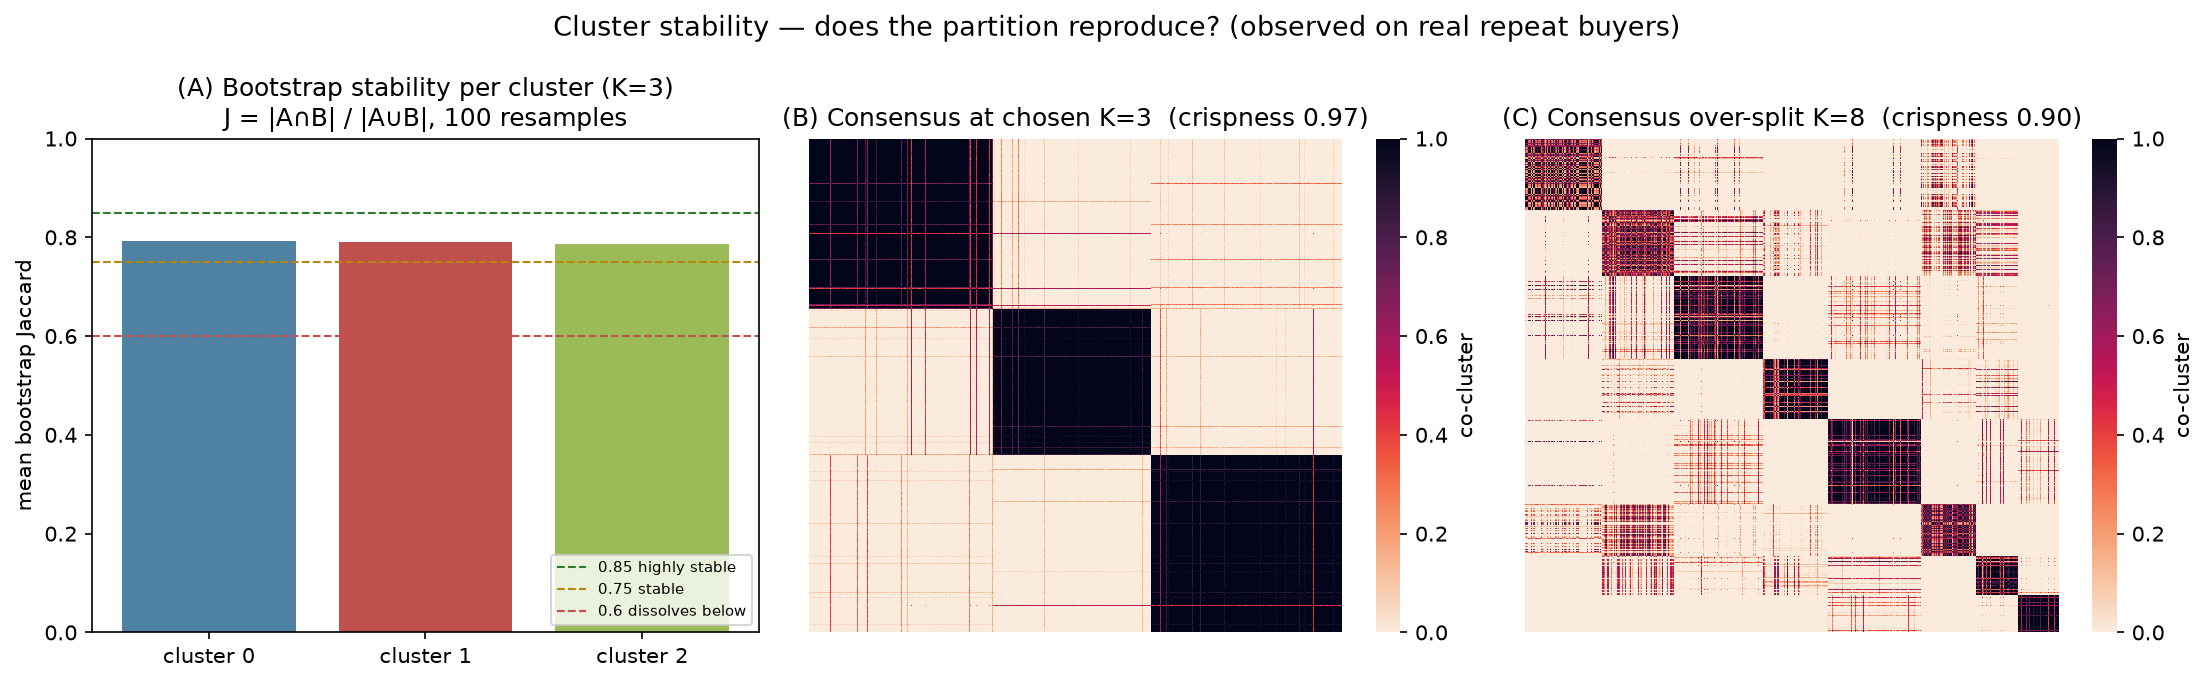 Cluster stability — does the partition reproduce? (observed on real repeat buyers)
(A) Bootstrap stability per cluster (K=3)
J = |A∩B| / |A∪B|, 100 resamples
mean bootstrap Jaccard
1.0
0.8
0.6
0.4
0.2
0.0
cluster 0
cluster 1
cluster 2
0.85 highly stable
0.75 stable
0.6 dissolves below
(B) Consensus at chosen K=3 (crispness 0.97)
1.0
0.8
0.6
0.4
0.2
0.0
co-cluster
(C) Consensus over-split K=8 (crispness 0.90)
1.0
0.8
0.6
0.4
0.2
0.0
co-cluster